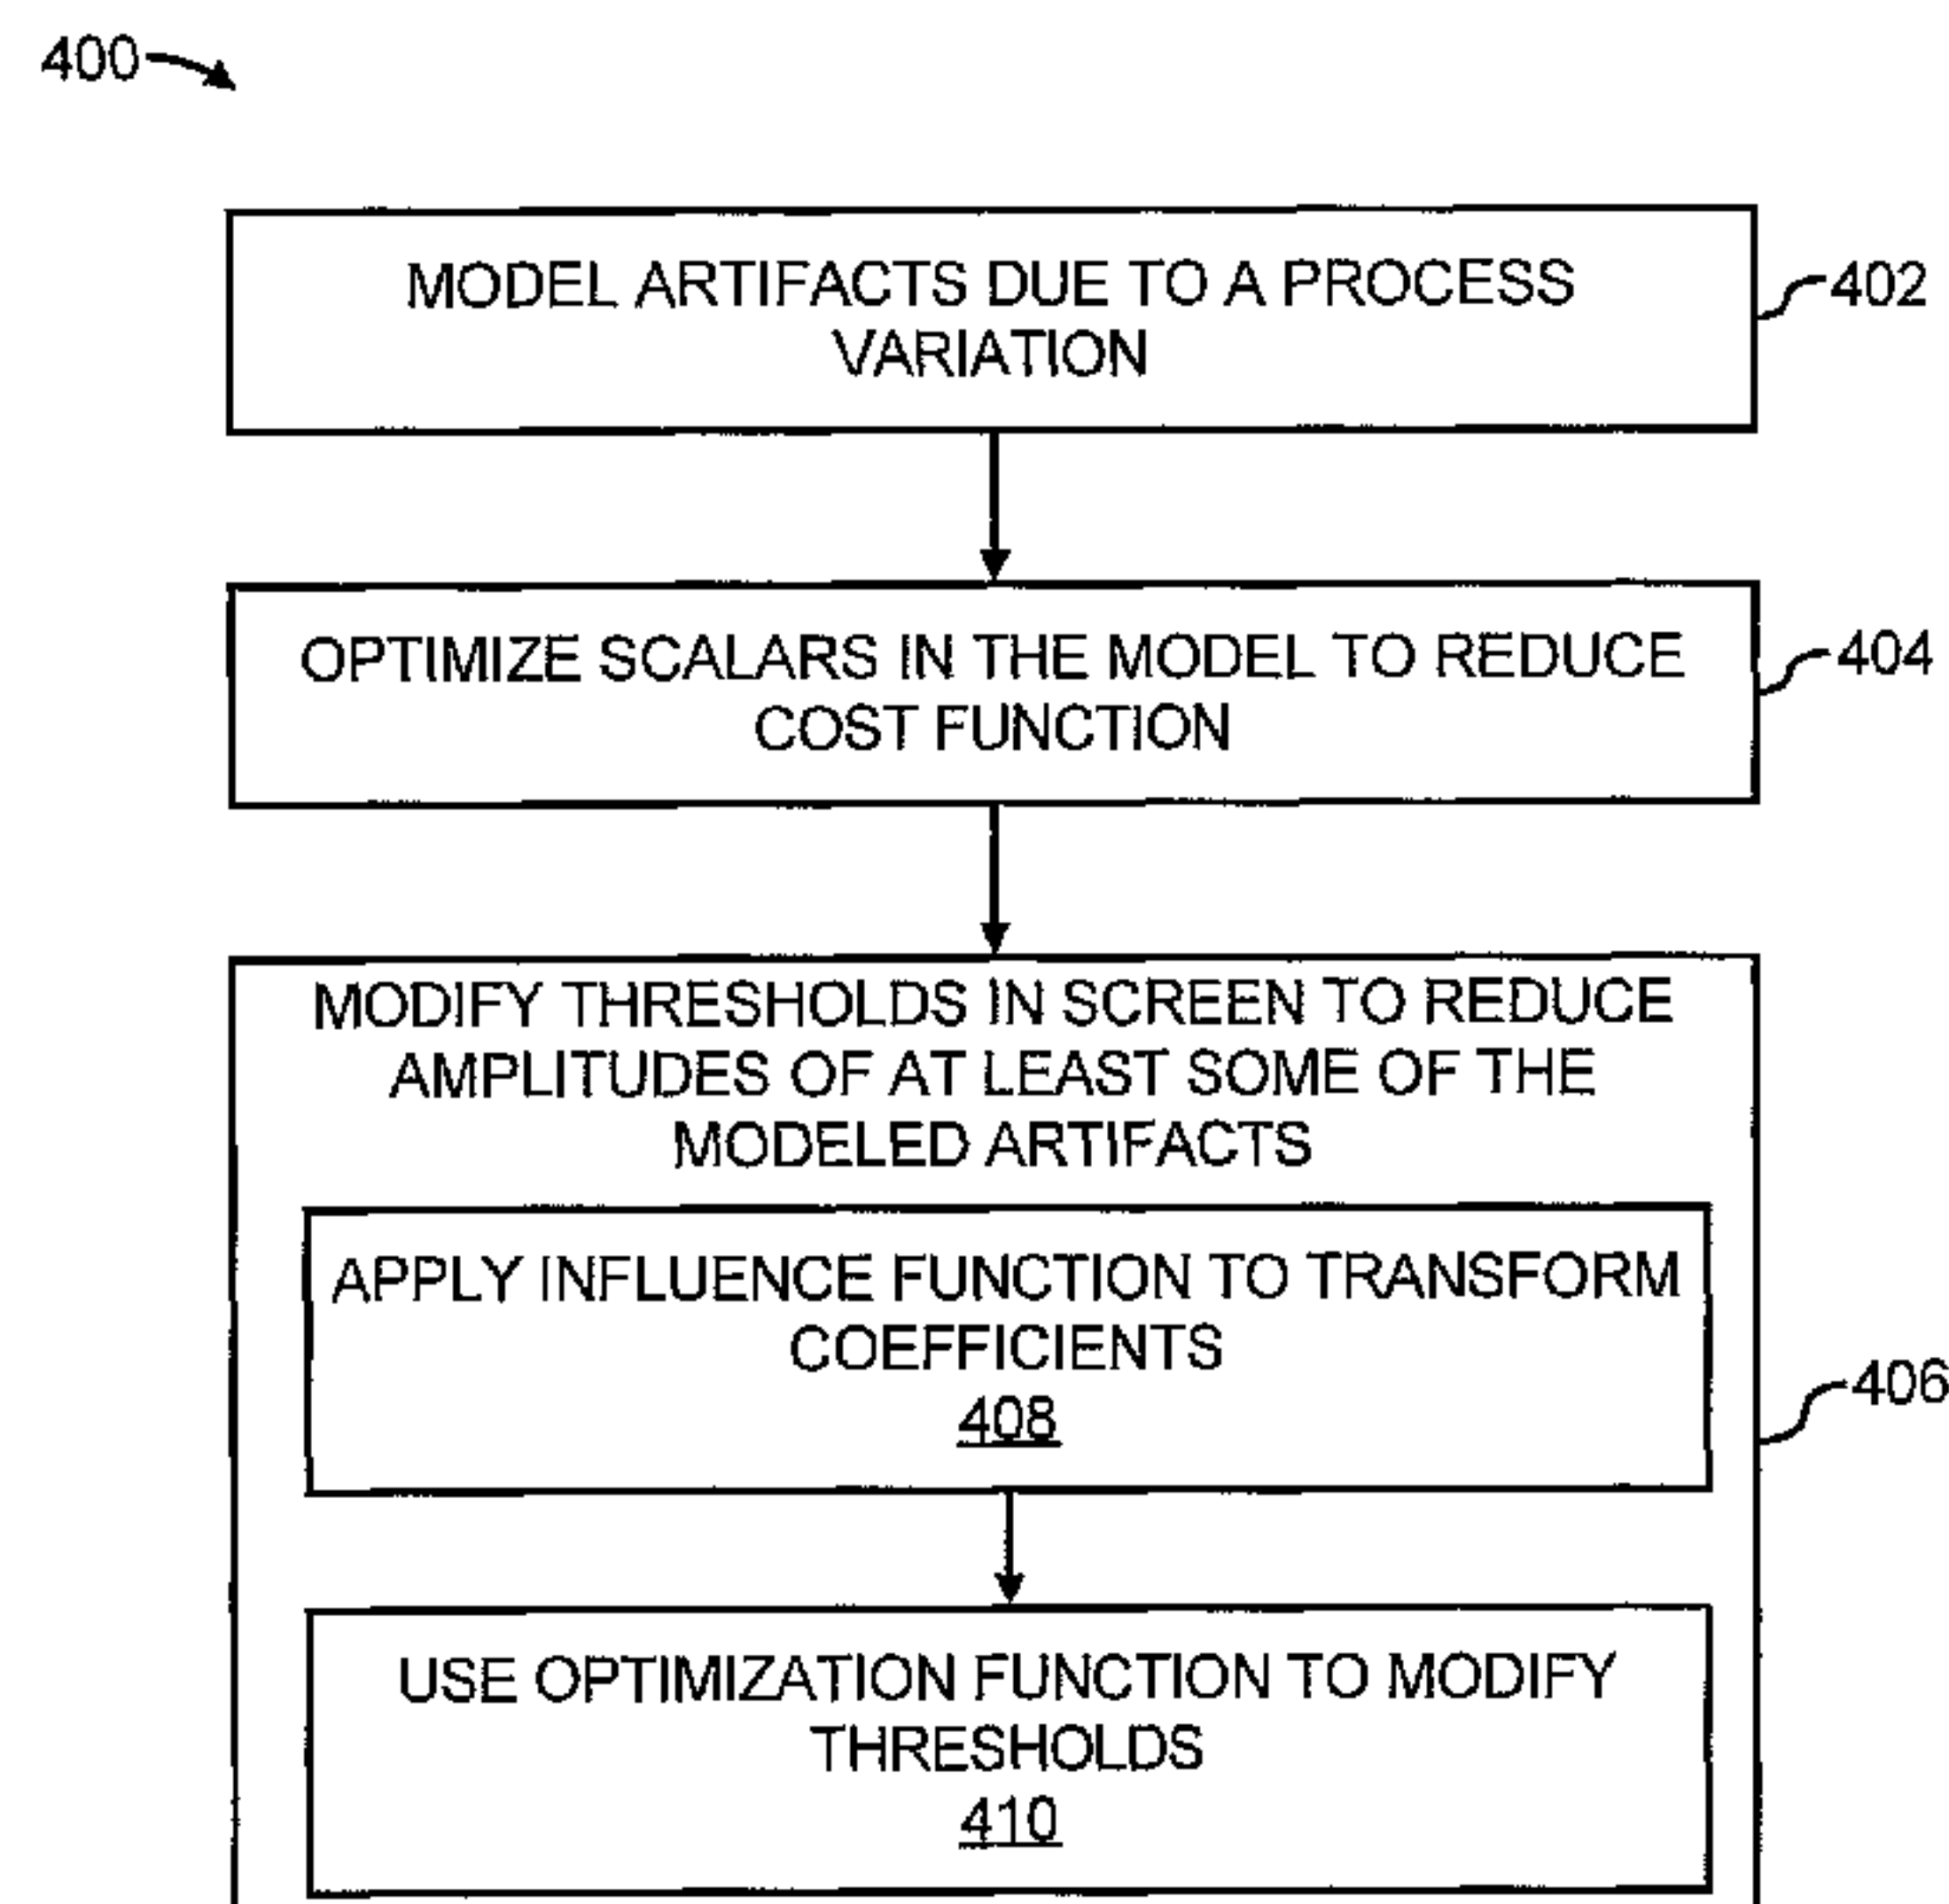 400
MODEL ARTIFACTS DUE TO A PROCESS
VARIATION
402
OPTIMIZE SCALARS IN THE MODEL TO REDUCE
COST FUNCTION
404
MODIFY THRESHOLDS IN SCREEN TO REDUCE
AMPLITUDES OF AT LEAST SOME OF THE
MODELED ARTIFACTS
APPLY INFLUENCE FUNCTION TO TRANSFORM
COEFFICIENTS
408
406
USE OPTIMIZATION FUNCTION TO MODIFY
THRESHOLDS
410